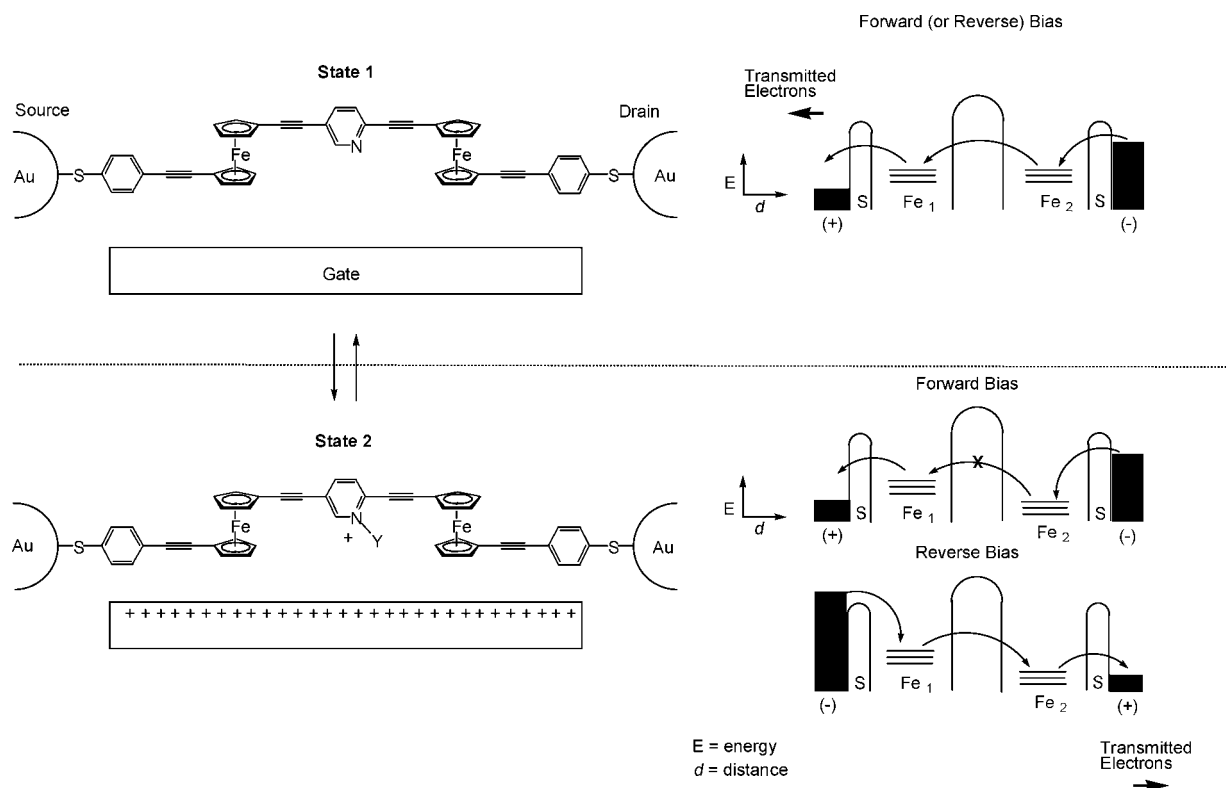 Forward (or Reverse) Bias
State 1
Transmitted
Electrons
Source
Drain
Fe
Fe
N
Au
S
S
Au
E
d
S
Fe 1
Fe 2
S
(+)
(-)
Gate
Forward Bias
State 2
x
Fe
Fe
N
+
Y
Au
S
S
Au
E
d
S
Fe 1
Fe 2
S
(+)
(-)
Reverse Bias
+ + + + + + + + + + + + + + + + + + + + + + + + + + + + + +
S
Fe 1
Fe 2
S
(-)
(+)
E = energy
d = distance
Transmitted
Electrons